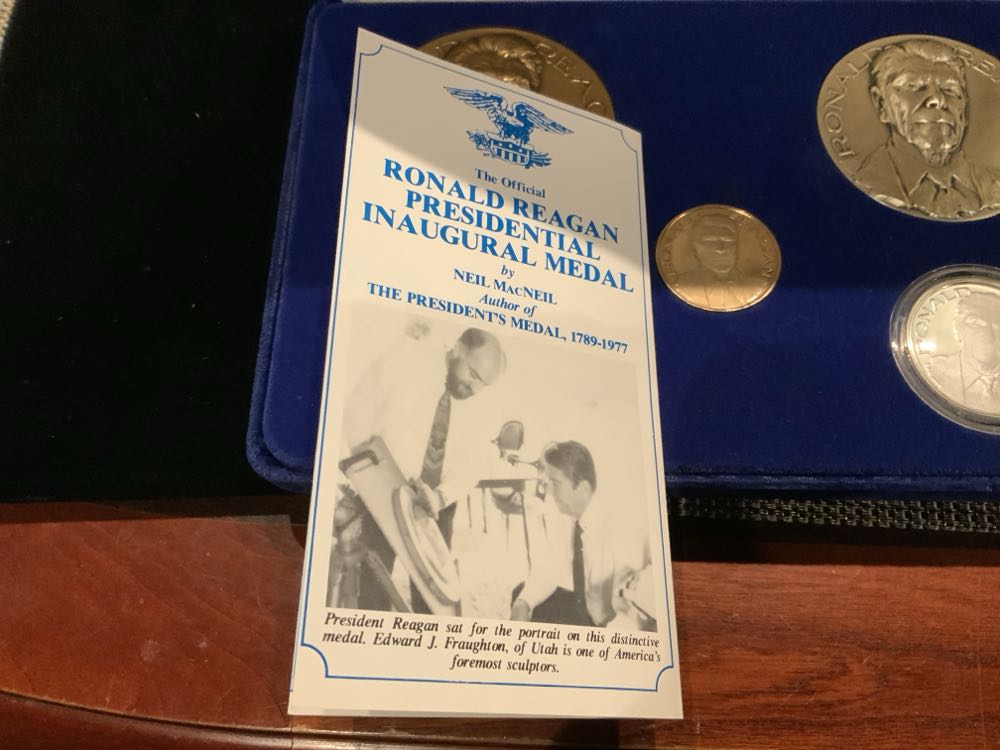 The Official
RONALD REAGAN
PRESIDENTIAL
INAUGURAL MEDAL
by
NEIL MACNEIL
Author of
THE PRESIDENT'S MEDAL, 1789-1977
President Reagan sat for the portrait on this distinctive
medal. Edward J. Fraughton, of Utah is one of America's
foremost sculptors.
RONALD RE
RONALD